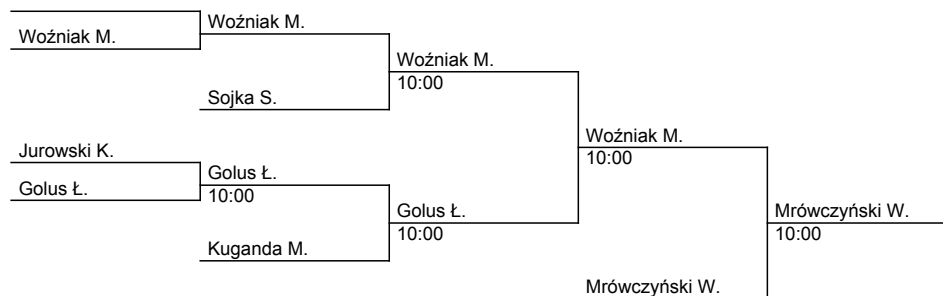 Woźniak M.
Woźniak M.
Woźniak M.
10:00
Sojka S.
Woźniak M.
10:00
Jurowski K.
Golus Ł.
10:00
Golus Ł.
Golus Ł.
10:00
Mrówczyński W.
10:00
Kuganda M.
Mrówczyński W.